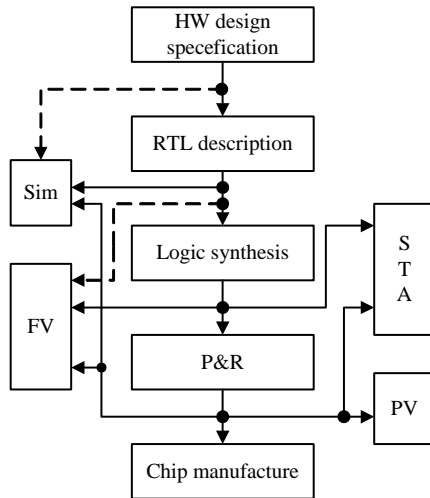 HW design
specefication
RTL description
Sim
Logic synthesis
S
T
A
FV
P&R
PV
Chip manufacture